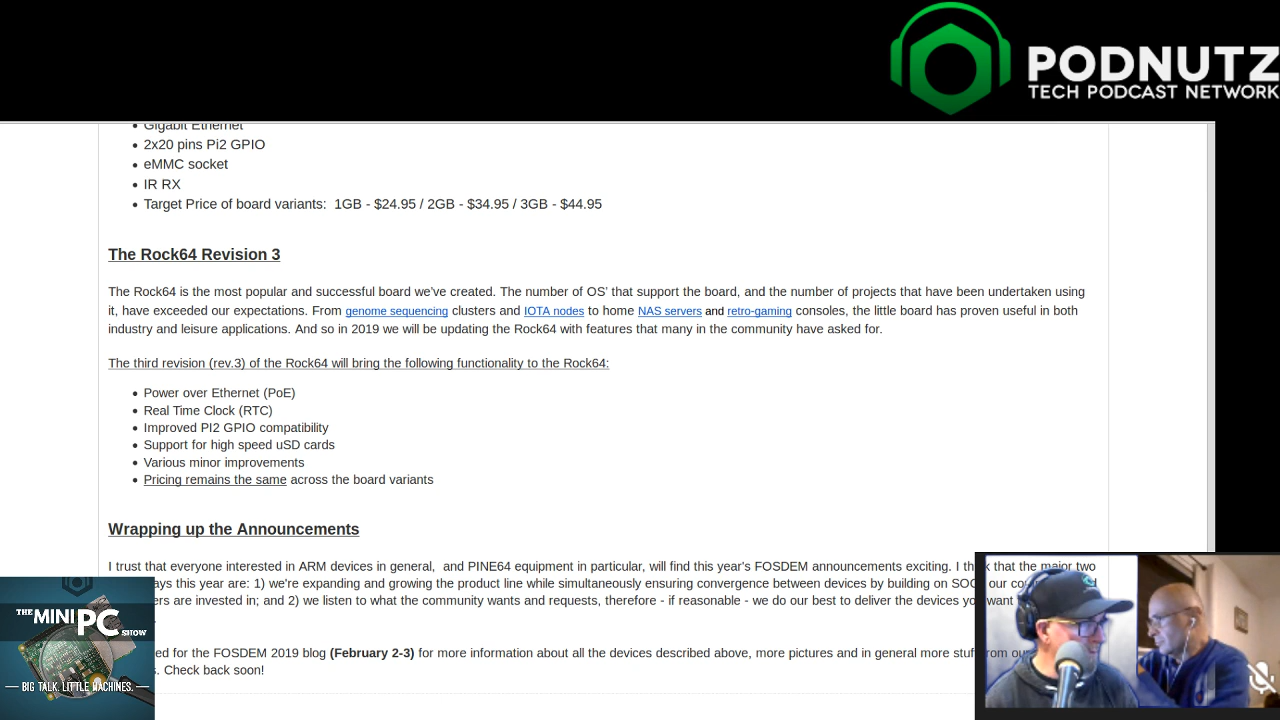 PODNUTZ
TECH PODCAST NETWORK
Gigabit Ethernet
2x20 pins Pi2 GPIO
eMMC socket
IR RX
Target Price of board variants: 1GB - $24.95 / 2GB - $34.95 / 3GB - $44.95
The Rock64 Revision 3
The Rock64 is the most popular and successful board we've created. The number of OS' that support the board, and the number of projects that have been undertaken using
it, have exceeded our expectations. From genome sequencing clusters and IOTA nodes to home NAS servers and retro-gaming consoles, the little board has proven useful in both
industry and leisure applications. And so in 2019 we will be updating the Rock64 with features that many in the community have asked for.
The third revision (rev.3) of the Rock64 will bring the following functionality to the Rock64:
Power over Ethernet (PoE)
Real Time Clock (RTC)
Improved PI2 GPIO compatibility
Support for high speed uSD cards
Various minor improvements
Pricing remains the same across the board variants
Wrapping up the Announcements
I trust that everyone interested in ARM devices in general, and PINE64 equipment in particular, will find this year's FOSDEM announcements exciting. I think that the major two
this year are: 1) we're expanding and growing the product line while simultaneously ensuring convergence between devices by building on SOCs our
are invested in; and 2) we listen to what the community wants and requests, therefore - if reasonable - we do our best to deliver the devices you want
for the FOSDEM 2019 blog (February 2-3) for more information about all the devices described above, more pictures and in general more stuff from our
Check back soon!
THE MINI PC SHOW
BIG TALK. LITTLE MACHINES.